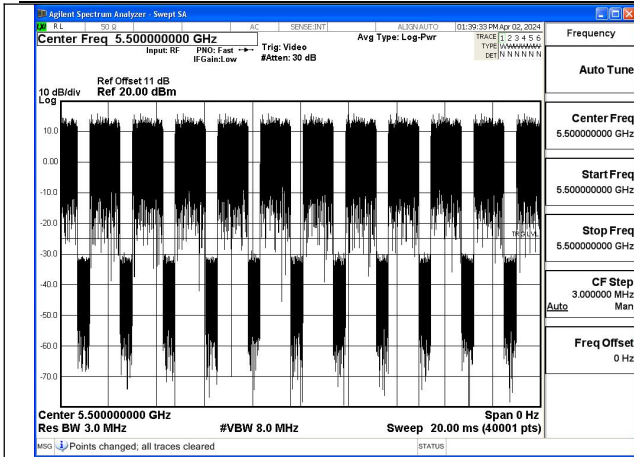 Agilent Spectrum Analyzer - Swept SA
RL 50 Ω AC SENSE:INT ALIGN AUTO 01:39:33 PM Apr 02, 2024
Center Freq 5.500000000 GHz
Input: RF PNO: Fast
IFGain:Low
Trig: Video
#Atten: 30 dB
Avg Type: Log-Pwr
TRACE 1 2 3 4 5 6
TYPE WWWWWW
DET N N N N N N
Ref Offset 11 dB
10 dB/div Ref 20.00 dBm
Log
10.0
0.00
-10.0
-20.0
TRIG LVL
-30.0
-40.0
-50.0
-60.0
-70.0
Center 5.500000000 GHz Span 0 Hz
Res BW 3.0 MHz #VBW 8.0 MHz Sweep 20.00 ms (40001 pts)
MSG Points changed; all traces cleared STATUS
Frequency
Auto Tune
Center Freq
5.500000000 GHz
Start Freq
5.500000000 GHz
Stop Freq
5.500000000 GHz
CF Step
3.000000 MHz
Auto Man
Freq Offset
0 Hz